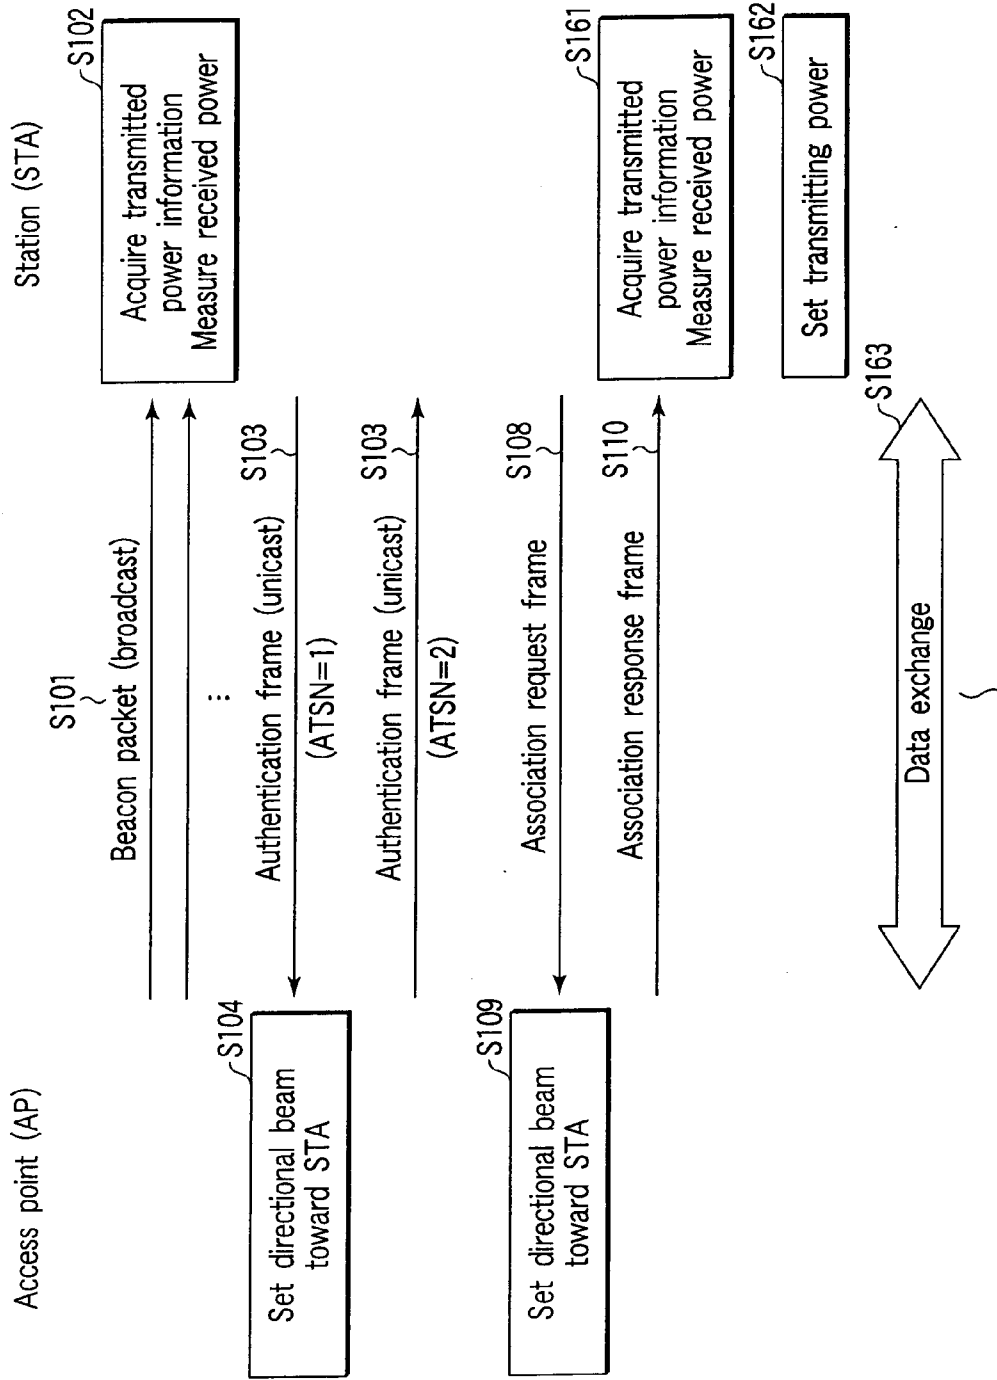 Access point (AP)
Station (STA)
S101
Beacon packet (broadcast)
S102
Acquire transmitted
power information
Measure received power
S103
Authentication frame (unicast)
(ATSN=1)
S104
Set directional beam
toward STA
S103
Authentication frame (unicast)
(ATSN=2)
S108
Association request frame
S109
Set directional beam
toward STA
S110
Association response frame
S161
Acquire transmitted
power information
Measure received power
S162
Set transmitting power
S163
Data exchange